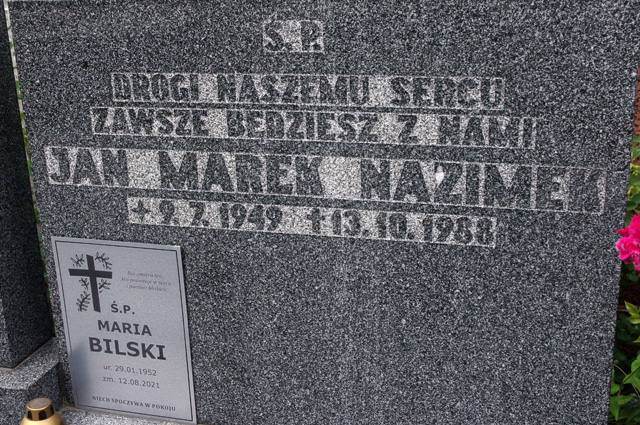 Ś.P.
DROGI NASZEMU SERCU
ZAWSZE BĘDZIESZ Z NAMI
JAN MAREK NAZIMEK
+ 9.7.1949 † 13.10.1988
Ś.P.
MARIA
BILSKI
ur. 29.01.1952
zm. 12.08.2021
NIECH SPOCZYWA W POKOJU